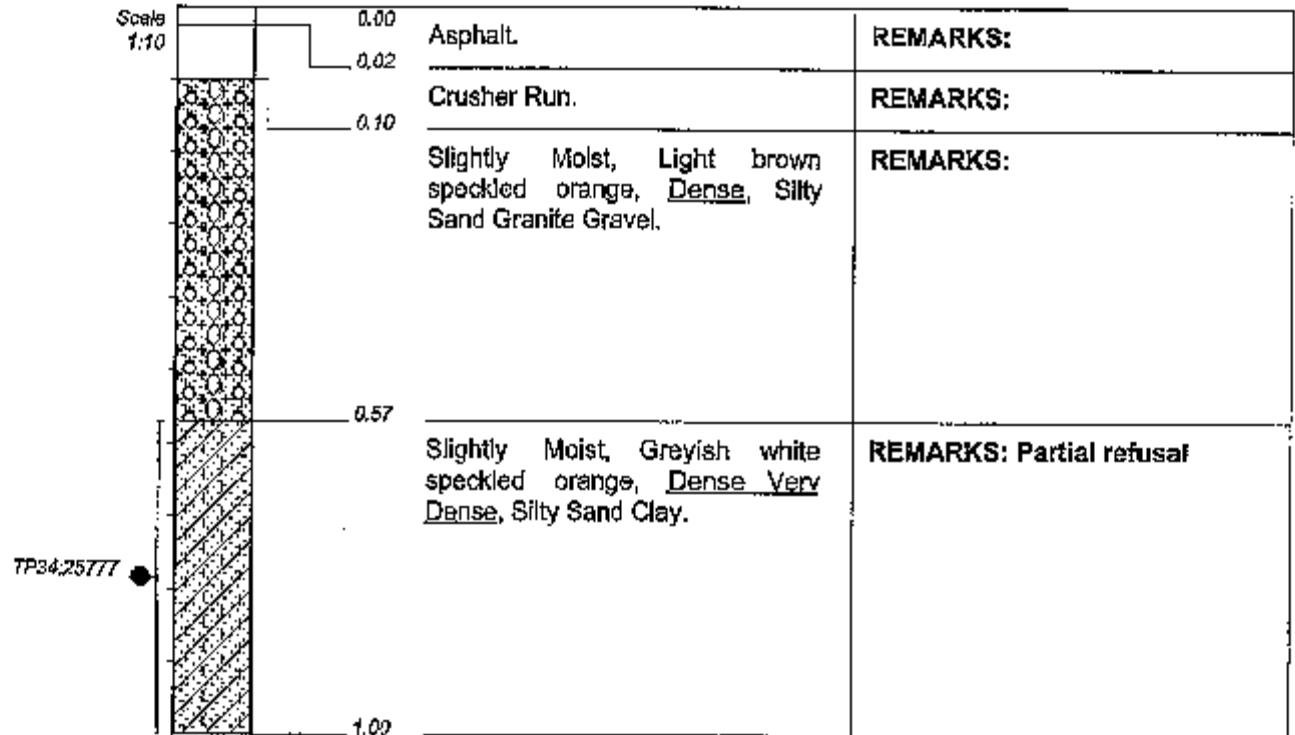 Scale
1:10
0.00
Asphalt.
REMARKS:
0.02
Crusher Run.
REMARKS:
0.10
Slightly Moist, Light brown
speckled orange, Dense, Silty
Sand Granite Gravel.
REMARKS:
0.57
Slightly Moist, Greyish white
speckled orange, Dense Very
Dense, Silty Sand Clay.
REMARKS: Partial refusal
TP34;25777
1.00